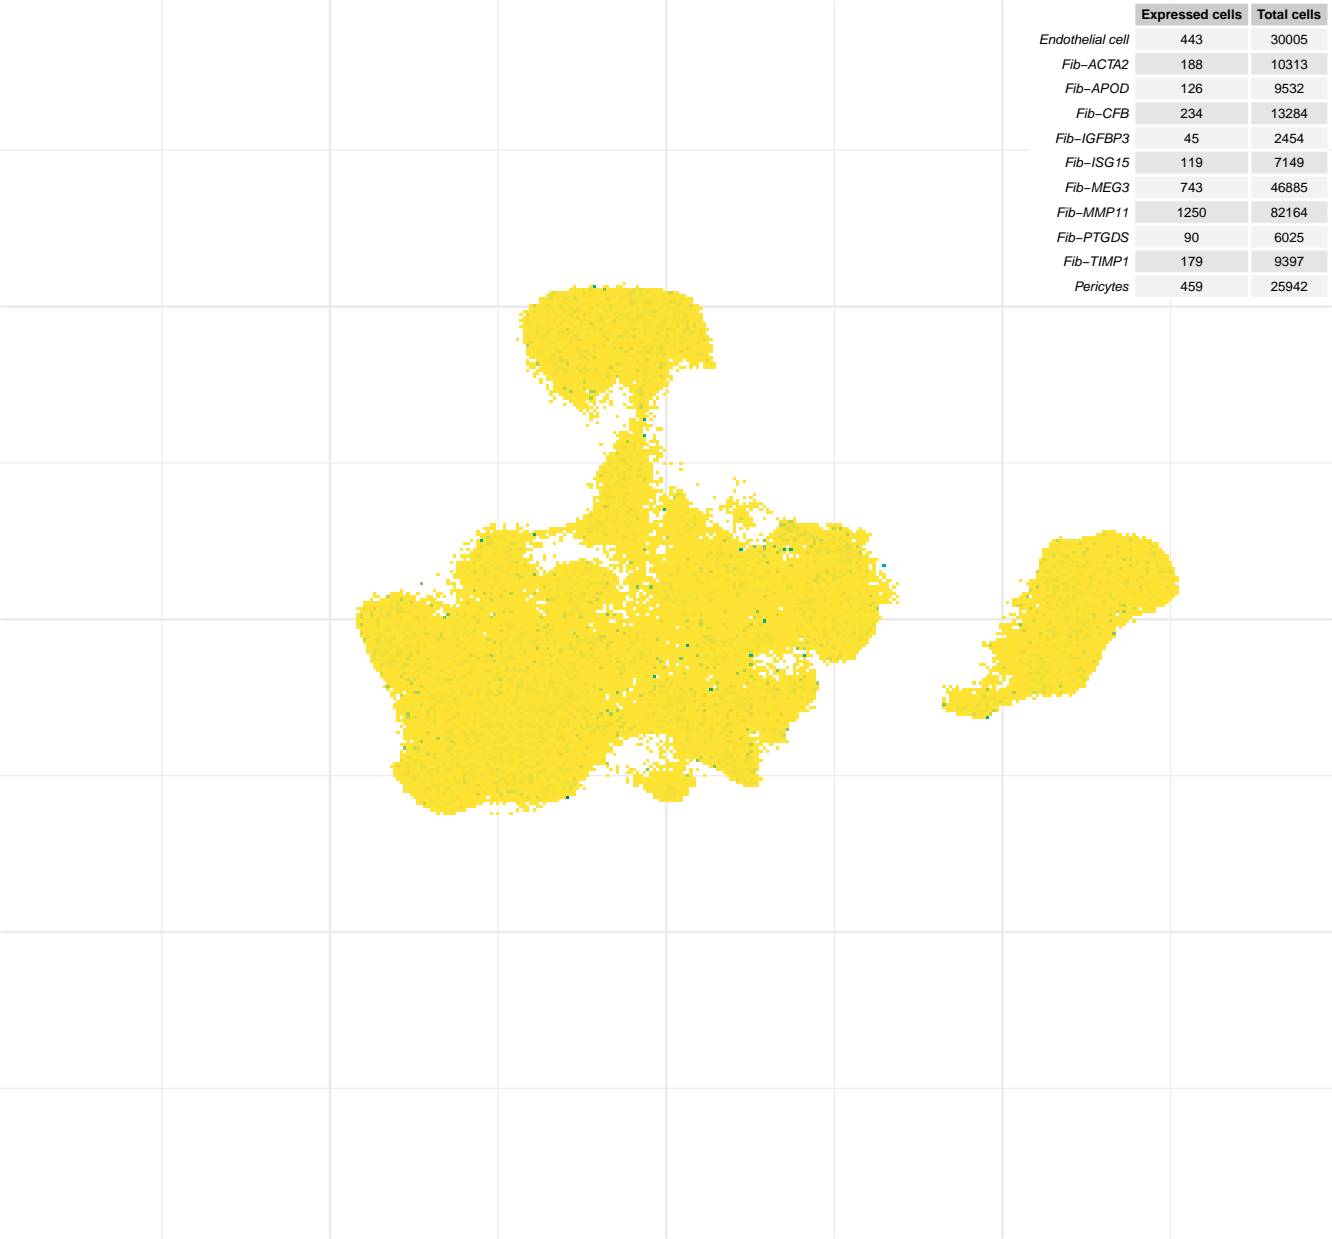 Expressed cells Total cells
Endothelial cell 443 30005
Fib−ACTA2 188 10313
Fib−APOD 126 9532
Fib−CFB 234 13284
Fib−IGFBP3 45 2454
Fib−ISG15 119 7149
Fib−MEG3 743 46885
Fib−MMP11 1250 82164
Fib−PTGDS 90 6025
Fib−TIMP1 179 9397
Pericytes 459 25942